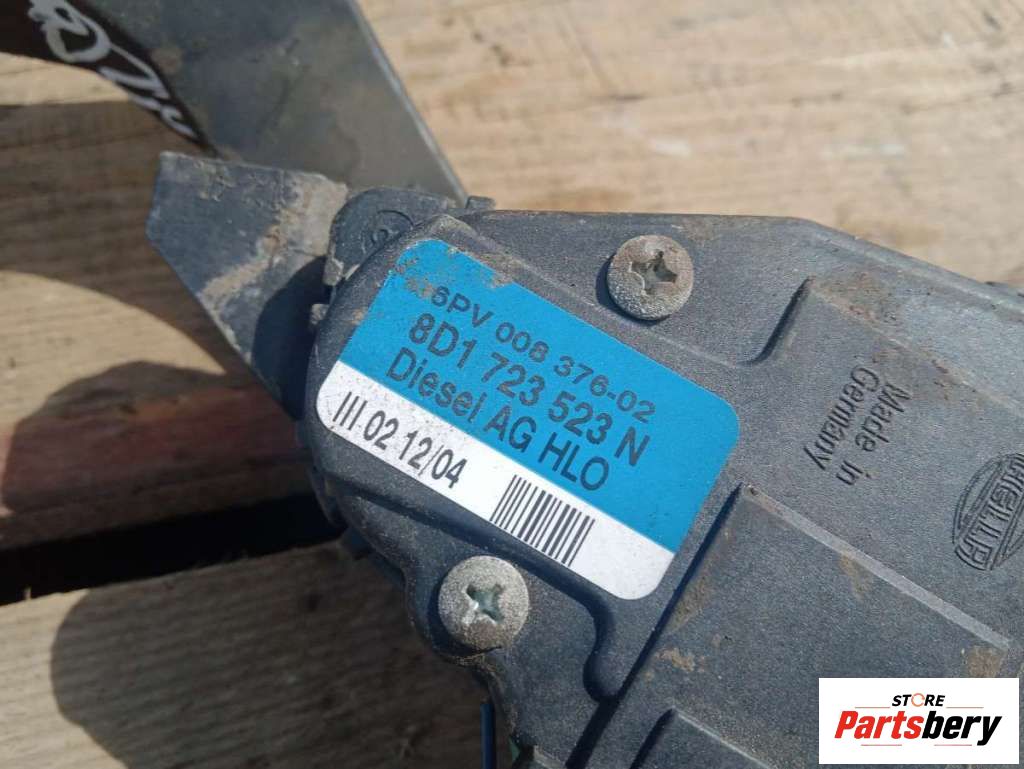 6PV 008 376-02
8D1 723 523 N
Diesel AG HLO
III 02 12/04
Made in
Germany
HELLA
STORE
Partsbery